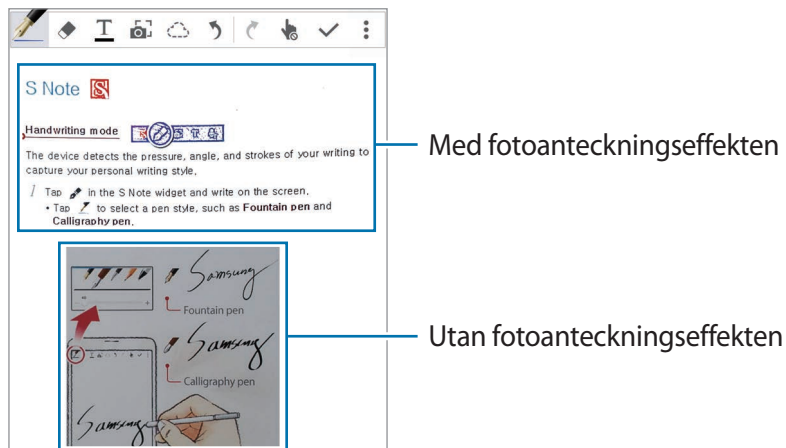 S Note
Handwriting mode
Med fotoanteckningseffekten
The device detects the pressure, angle, and strokes of your writing to
capture your personal writing style.
1 Tap in the S Note widget and write on the screen.
• Tap to select a pen style, such as Fountain pen and
Calligraphy pen.
Samsung
Fountain pen
Utan fotoanteckningseffekten
Samsung
Calligraphy pen
Samsung